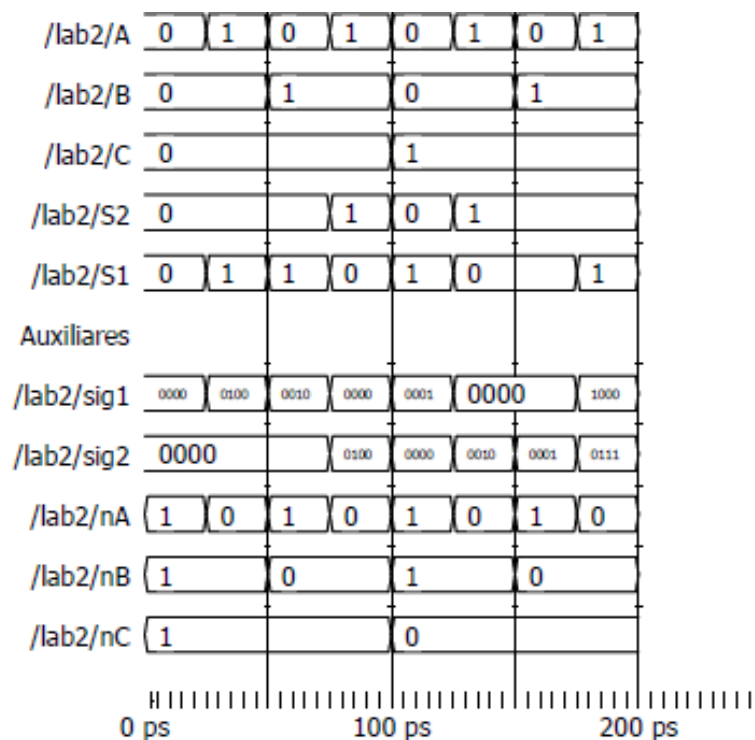 /lab2/A 0 1 0 1 0 1 0 1
/lab2/B 0 1 0 1
/lab2/C 0 1
/lab2/S2 0 1 0 1
/lab2/S1 0 1 1 0 1 0 1
Auxiliares
/lab2/sig1 0000 0100 0010 0000 0001 0000 1000
/lab2/sig2 0000 0100 0000 0010 0001 0111
/lab2/nA 1 0 1 0 1 0 1 0
/lab2/nB 1 0 1 0
/lab2/nC 1 0
0 ps 100 ps 200 ps